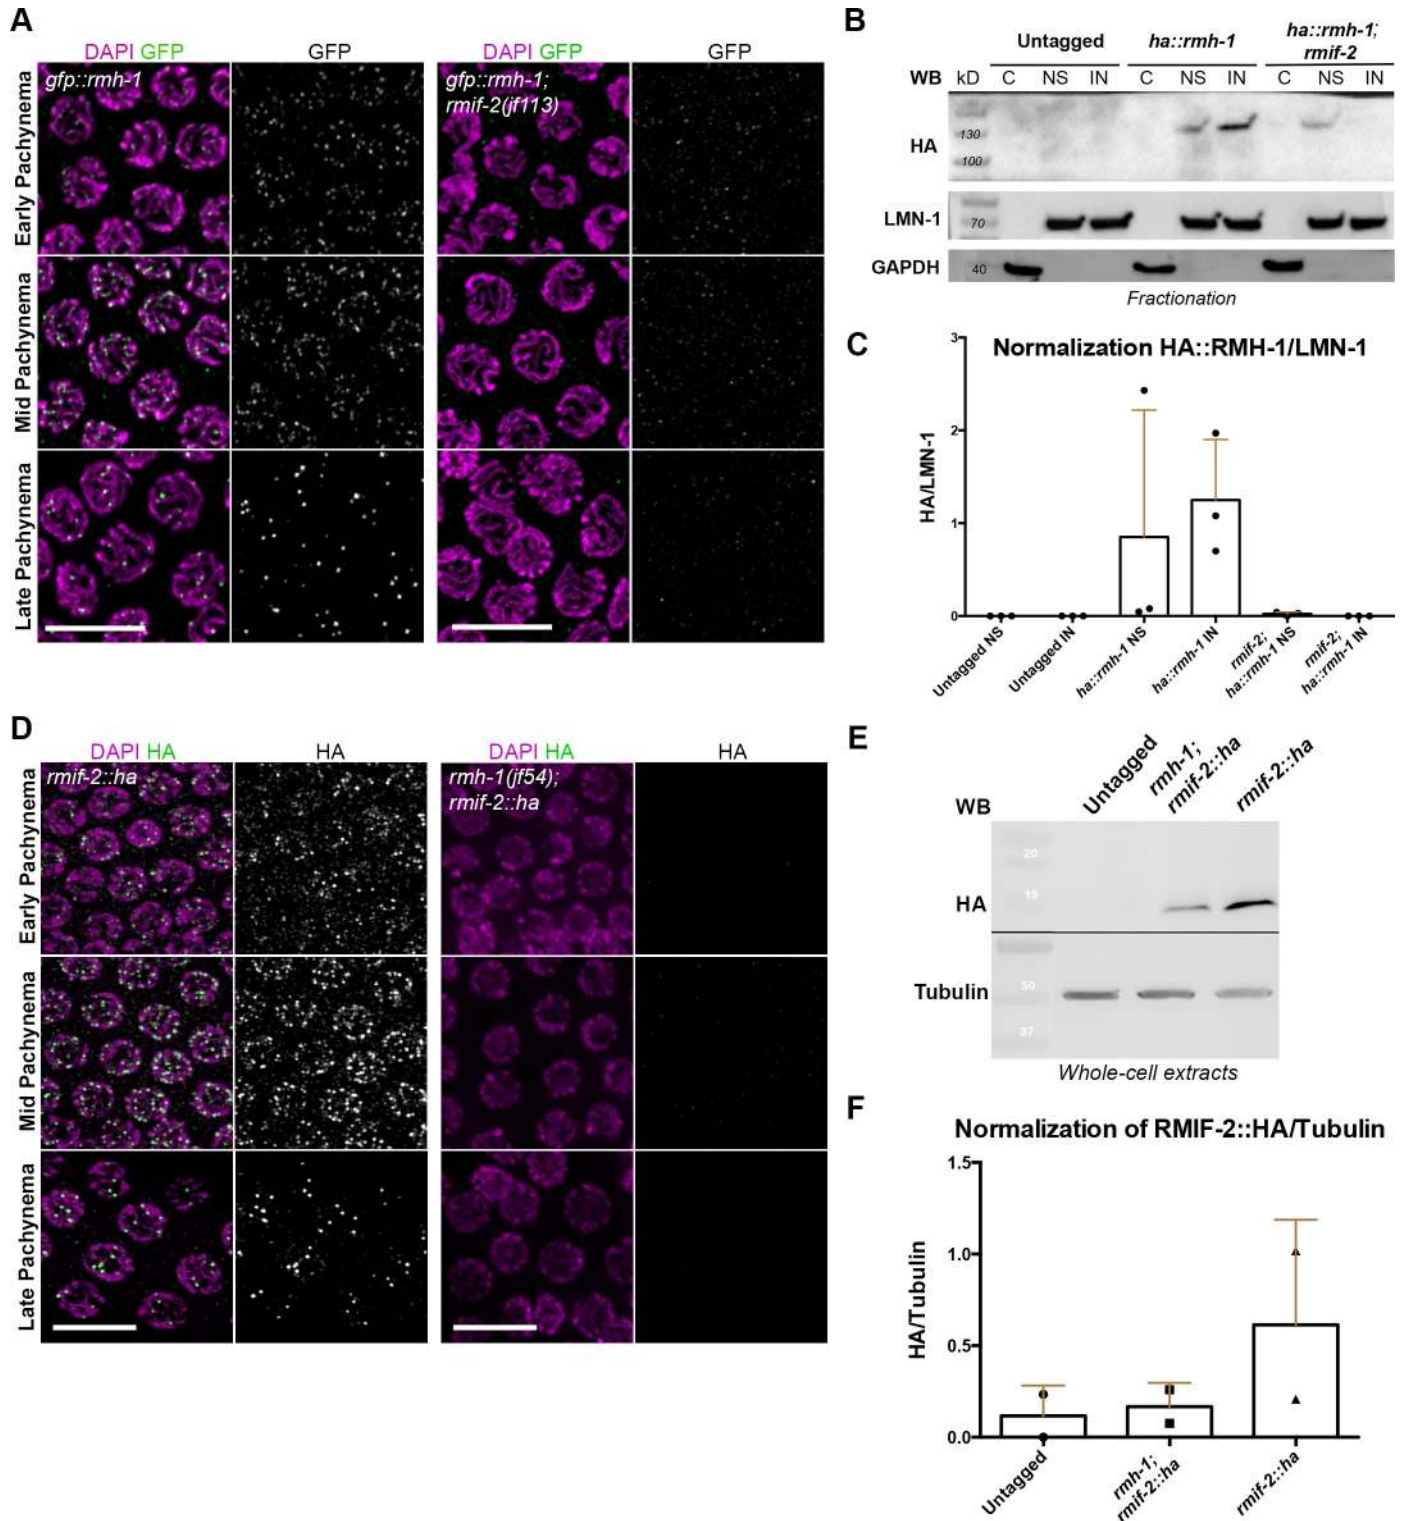 A
DAPI GFP
GFP
DAPI GFP
GFP
Early Pachynema
gfp::rmh-1
gfp::rmh-1;
rmif-2(jf113)
Mid Pachynema
Late Pachynema
B
Untagged
ha::rmh-1
ha::rmh-1;
rmif-2
WB kD C NS IN C NS IN C NS IN
HA
130
100
LMN-1
70
GAPDH
40
Fractionation
C
Normalization HA::RMH-1/LMN-1
HA/LMN-1
3
2
1
0
Untagged NS
Untagged IN
ha::rmh-1 NS
ha::rmh-1 IN
rmif-2;
ha::rmh-1 NS
rmif-2;
ha::rmh-1 IN
D
DAPI HA
HA
DAPI HA
HA
Early Pachynema
rmif-2::ha
rmh-1(jf54);
rmif-2::ha
Mid Pachynema
Late Pachynema
E
WB
Untagged
rmh-1;
rmif-2::ha
rmif-2::ha
20
15
HA
Tubulin
50
37
Whole-cell extracts
F
Normalization of RMIF-2::HA/Tubulin
HA/Tubulin
1.5
1.0
0.5
0.0
Untagged
rmh-1;
rmif-2::ha
rmif-2::ha